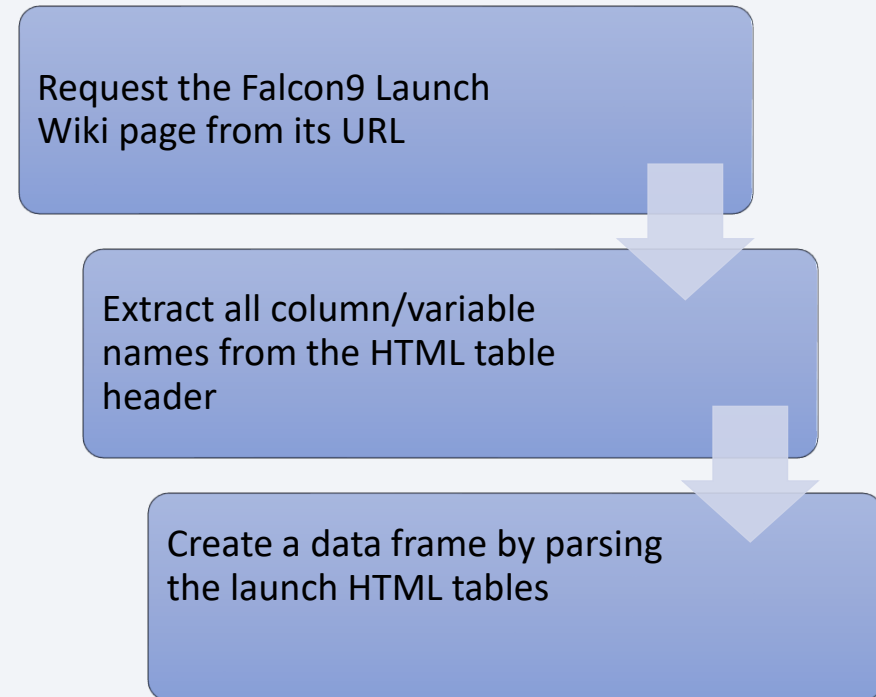 Request the Falcon9 Launch
Wiki page from its URL
Extract all column/variable
names from the HTML table
header
Create a data frame by parsing
the launch HTML tables